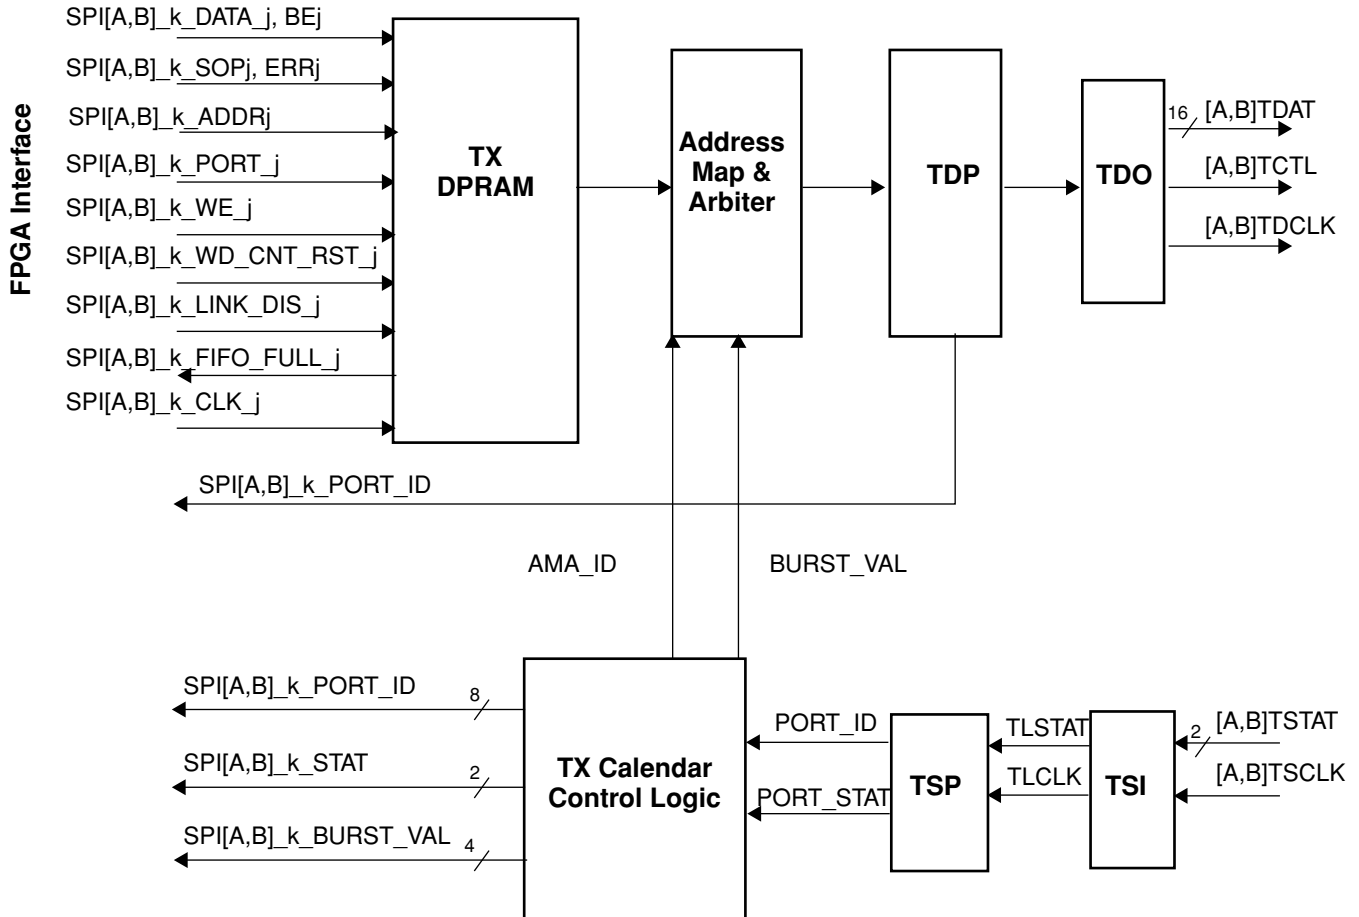 FPGA Interface
SPI[A,B]_k_DATA_j, BEj
SPI[A,B]_k_SOPj, ERRj
SPI[A,B]_k_ADDRj
SPI[A,B]_k_PORT_j
SPI[A,B]_k_WE_j
SPI[A,B]_k_WD_CNT_RST_j
SPI[A,B]_k_LINK_DIS_j
SPI[A,B]_k_FIFO_FULL_j
SPI[A,B]_k_CLK_j
TX
DPRAM
Address
Map &
Arbiter
TDP
TDO
16
[A,B]TDAT
[A,B]TCTL
[A,B]TDCLK
SPI[A,B]_k_PORT_ID
AMA_ID
BURST_VAL
SPI[A,B]_k_PORT_ID
8
SPI[A,B]_k_STAT
2
SPI[A,B]_k_BURST_VAL
4
TX Calendar
Control Logic
PORT_ID
PORT_STAT
TSP
TLSTAT
TLCLK
TSI
2
[A,B]TSTAT
[A,B]TSCLK